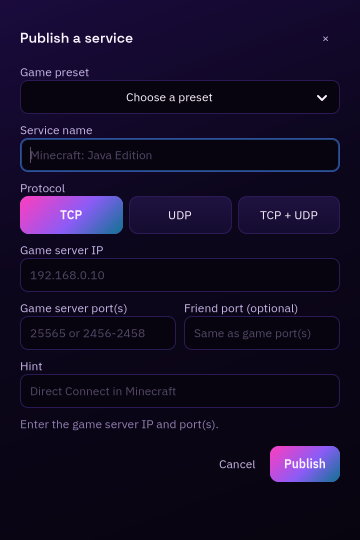 Publish a service ×
Game preset
Choose a preset
Service name
Minecraft: Java Edition
Protocol
TCP UDP TCP + UDP
Game server IP
192.168.0.10
Game server port(s) Friend port (optional)
25565 or 2456-2458 Same as game port(s)
Hint
Direct Connect in Minecraft
Enter the game server IP and port(s).
Cancel Publish